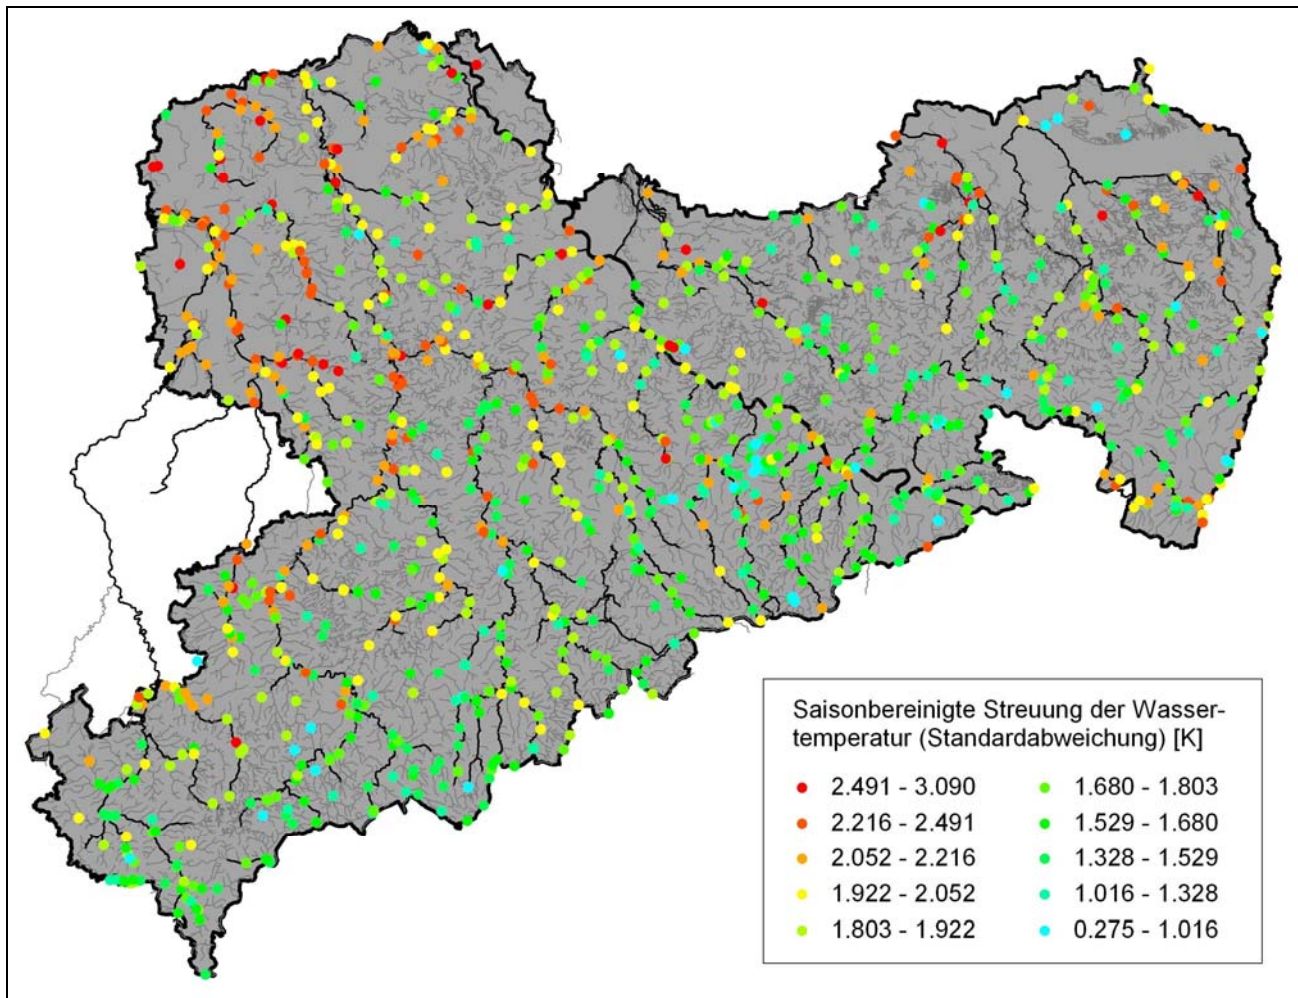 Saisonbereinigte Streuung der Wasser-
temperatur (Standardabweichung) [K]
2.491 - 3.090
2.216 - 2.491
2.052 - 2.216
1.922 - 2.052
1.803 - 1.922
1.680 - 1.803
1.529 - 1.680
1.328 - 1.529
1.016 - 1.328
0.275 - 1.016